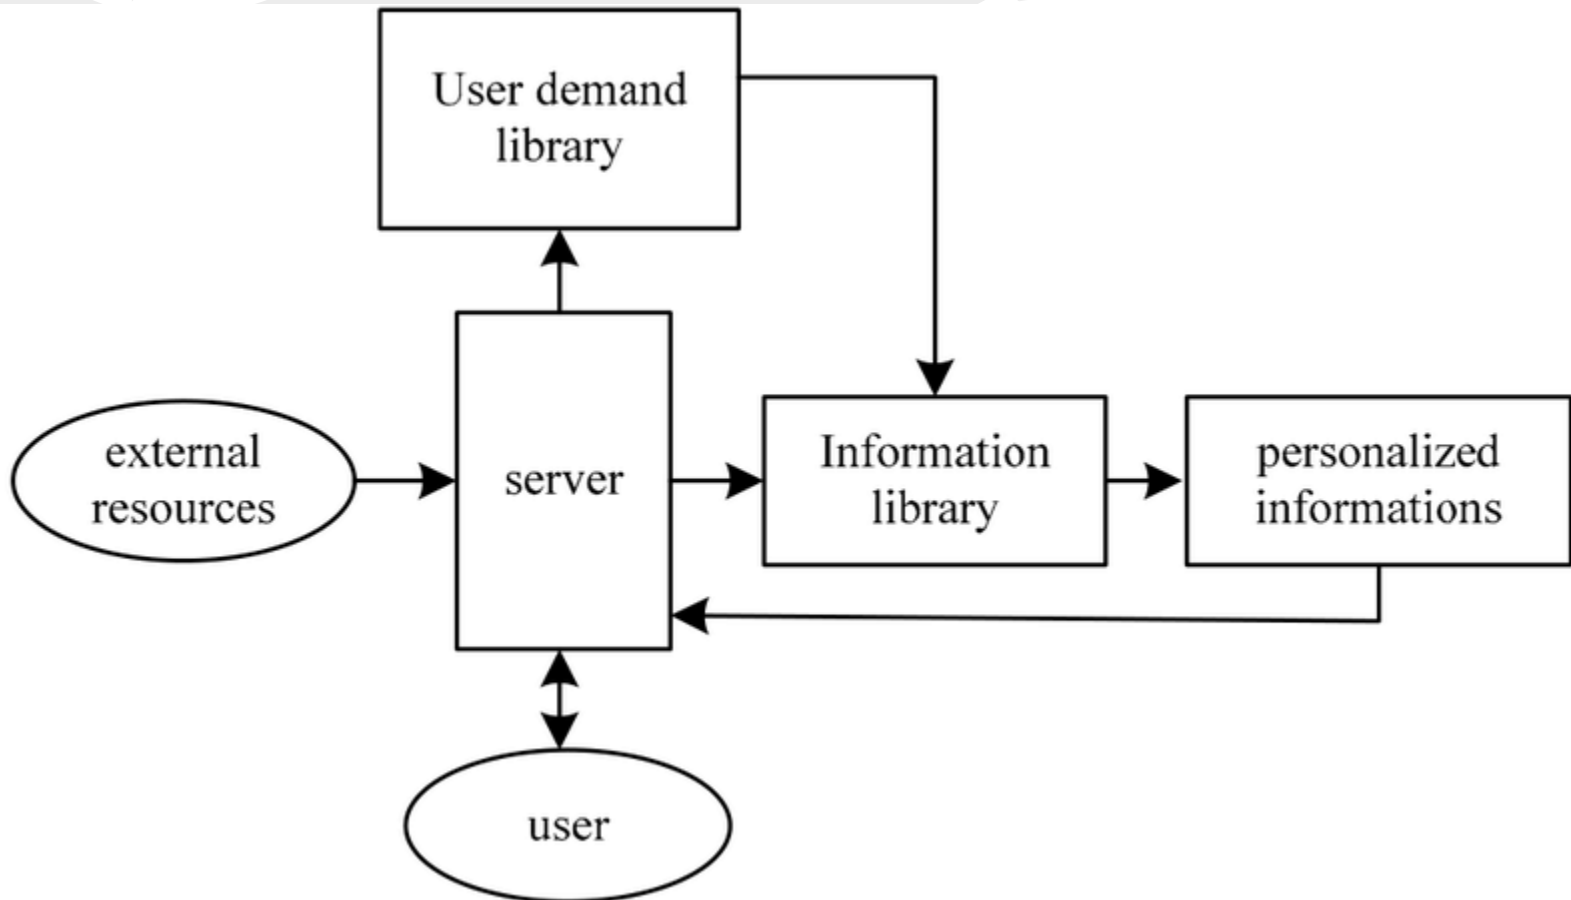 User demand
library
external
resources
server
Information
library
personalized
informations
user